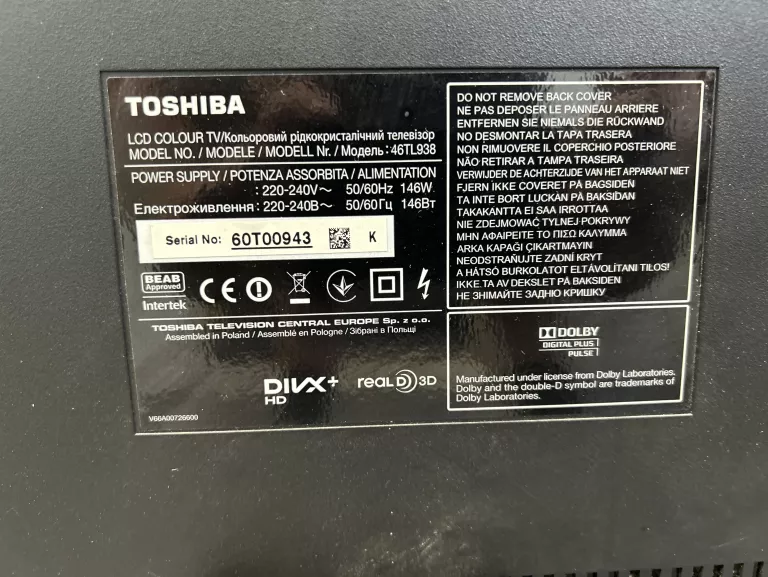 TOSHIBA
LCD COLOUR TV/Кольоровий рідкокристалічний телевізор
MODEL NO. / MODELE / MODELL Nr. / Модель : 46TL938
POWER SUPPLY / POTENZA ASSORBITA / ALIMENTATION
: 220-240V～ 50/60Hz 146W
Електроживлення : 220-240В～ 50/60Гц 146Вт
Serial No: 60T00943 K
BEAB
Approved
Intertek
CE
TOSHIBA TELEVISION CENTRAL EUROPE Sp. z o.o.
Assembled in Poland / Assemblé en Pologne / Зібрані в Польщі
DIVX+
HD
REALD 3D
V66A00726600
DO NOT REMOVE BACK COVER
NE PAS DEPOSER LE PANNEAU ARRIERE
ENTFERNEN SIE NIEMALS DIE RÜCKWAND
NO DESMONTAR LA TAPA TRASERA
NON RIMUOVERE IL COPERCHIO POSTERIORE
NÃO RETIRAR A TAMPA TRASEIRA
VERWIJDER DE ACHTERZIJDE VAN HET APPARAAT NIET
FJERN IKKE COVERET PÅ BAGSIDEN
TA INTE BORT LUCKAN PÅ BAKSIDAN
TAKAKANTTA EI SAA IRROTTAA
NIE ZDEJMOWAĆ TYLNEJ POKRYWY
ΜΗΝ ΑΦΑΙΡΕΙΤΕ ΤΟ ΠΙΣΩ ΚΑΛΥΜΜΑ
ARKA KAPAĞI ÇIKARTMAYIN
NEODSTRAŇUJTE ZADNÍ KRYT
A HÁTSÓ BURKOLATOT ELTÁVOLÍTANI TILOS!
IKKE TA AV DEKSLET PÅ BAKSIDEN
НЕ ЗНІМАЙТЕ ЗАДНЮ КРИШКУ
DOLBY
DIGITAL PLUS
PULSE
Manufactured under license from Dolby Laboratories.
Dolby and the double-D symbol are trademarks of
Dolby Laboratories.